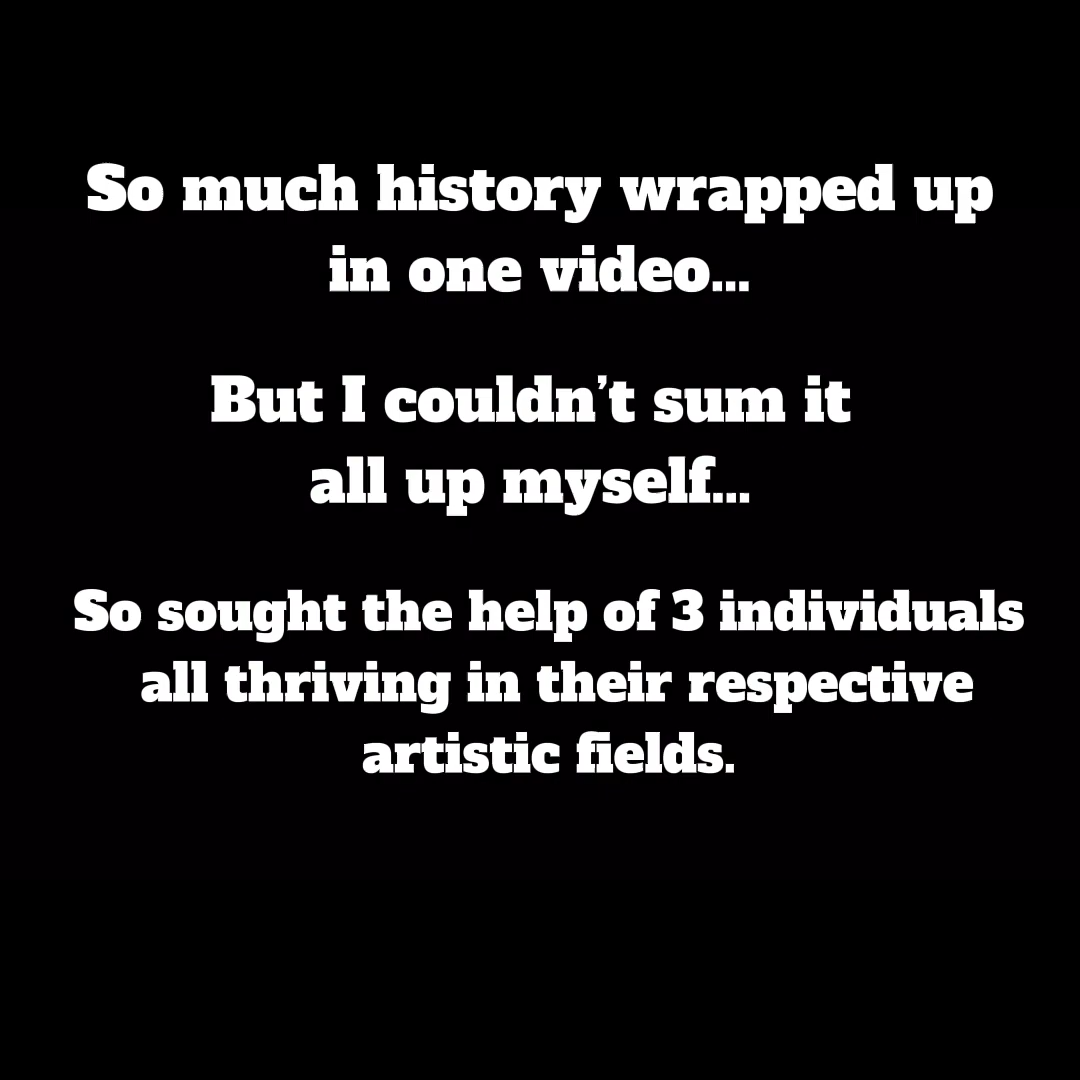 So much history wrapped up
in one video...
But I couldn’t sum it
all up myself...
So sought the help of 3 individuals
all thriving in their respective
artistic fields.